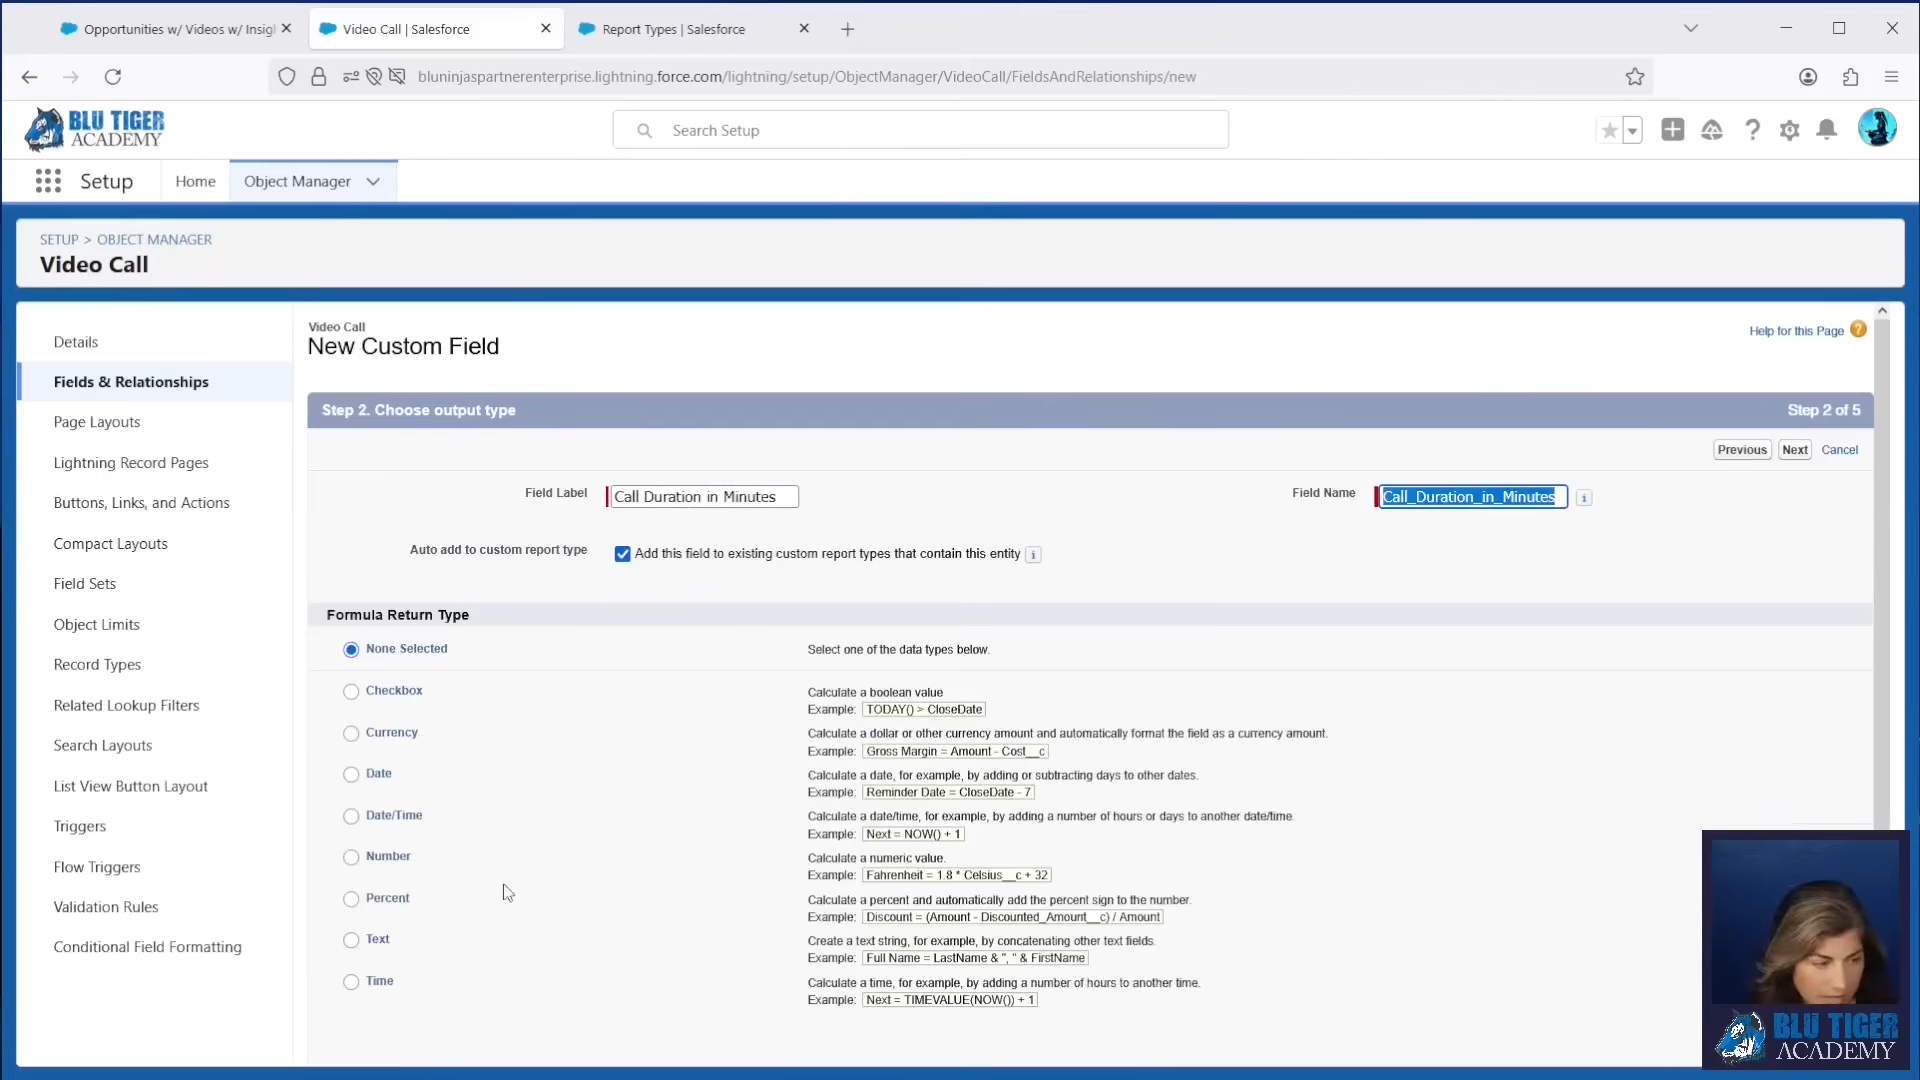 Opportunities w/ Videos w/ Insig
Video Call | Salesforce
Report Types | Salesforce
bluninjaspartnerenterprise.lightning.force.com/lightning/setup/ObjectManager/VideoCall/FieldsAndRelationships/new
BLU TIGER
ACADEMY
Search Setup
Setup
Home
Object Manager
SETUP > OBJECT MANAGER
Video Call
Details
Fields & Relationships
Page Layouts
Lightning Record Pages
Buttons, Links, and Actions
Compact Layouts
Field Sets
Object Limits
Record Types
Related Lookup Filters
Search Layouts
List View Button Layout
Triggers
Flow Triggers
Validation Rules
Conditional Field Formatting
Video Call
New Custom Field
Help for this Page ?
Step 2. Choose output type
Step 2 of 5
Previous Next Cancel
Field Label
Call Duration in Minutes
Field Name
Call_Duration_in_Minutes
i
Auto add to custom report type
Add this field to existing custom report types that contain this entity i
Formula Return Type
None Selected
Select one of the data types below.
Checkbox
Calculate a boolean value
Example: TODAY() > CloseDate
Currency
Calculate a dollar or other currency amount and automatically format the field as a currency amount.
Example: Gross Margin = Amount - Cost__c
Date
Calculate a date, for example, by adding or subtracting days to other dates.
Example: Reminder Date = CloseDate - 7
Date/Time
Calculate a date/time, for example, by adding a number of hours or days to another date/time.
Example: Next = NOW() + 1
Number
Calculate a numeric value.
Example: Fahrenheit = 1.8 * Celsius__c + 32
Percent
Calculate a percent and automatically add the percent sign to the number.
Example: Discount = (Amount - Discounted_Amount__c) / Amount
Text
Create a text string, for example, by concatenating other text fields.
Example: Full Name = LastName & ", " & FirstName
Time
Calculate a time, for example, by adding a number of hours to another time.
Example: Next = TIMEVALUE(NOW()) + 1
BLU TIGER
ACADEMY